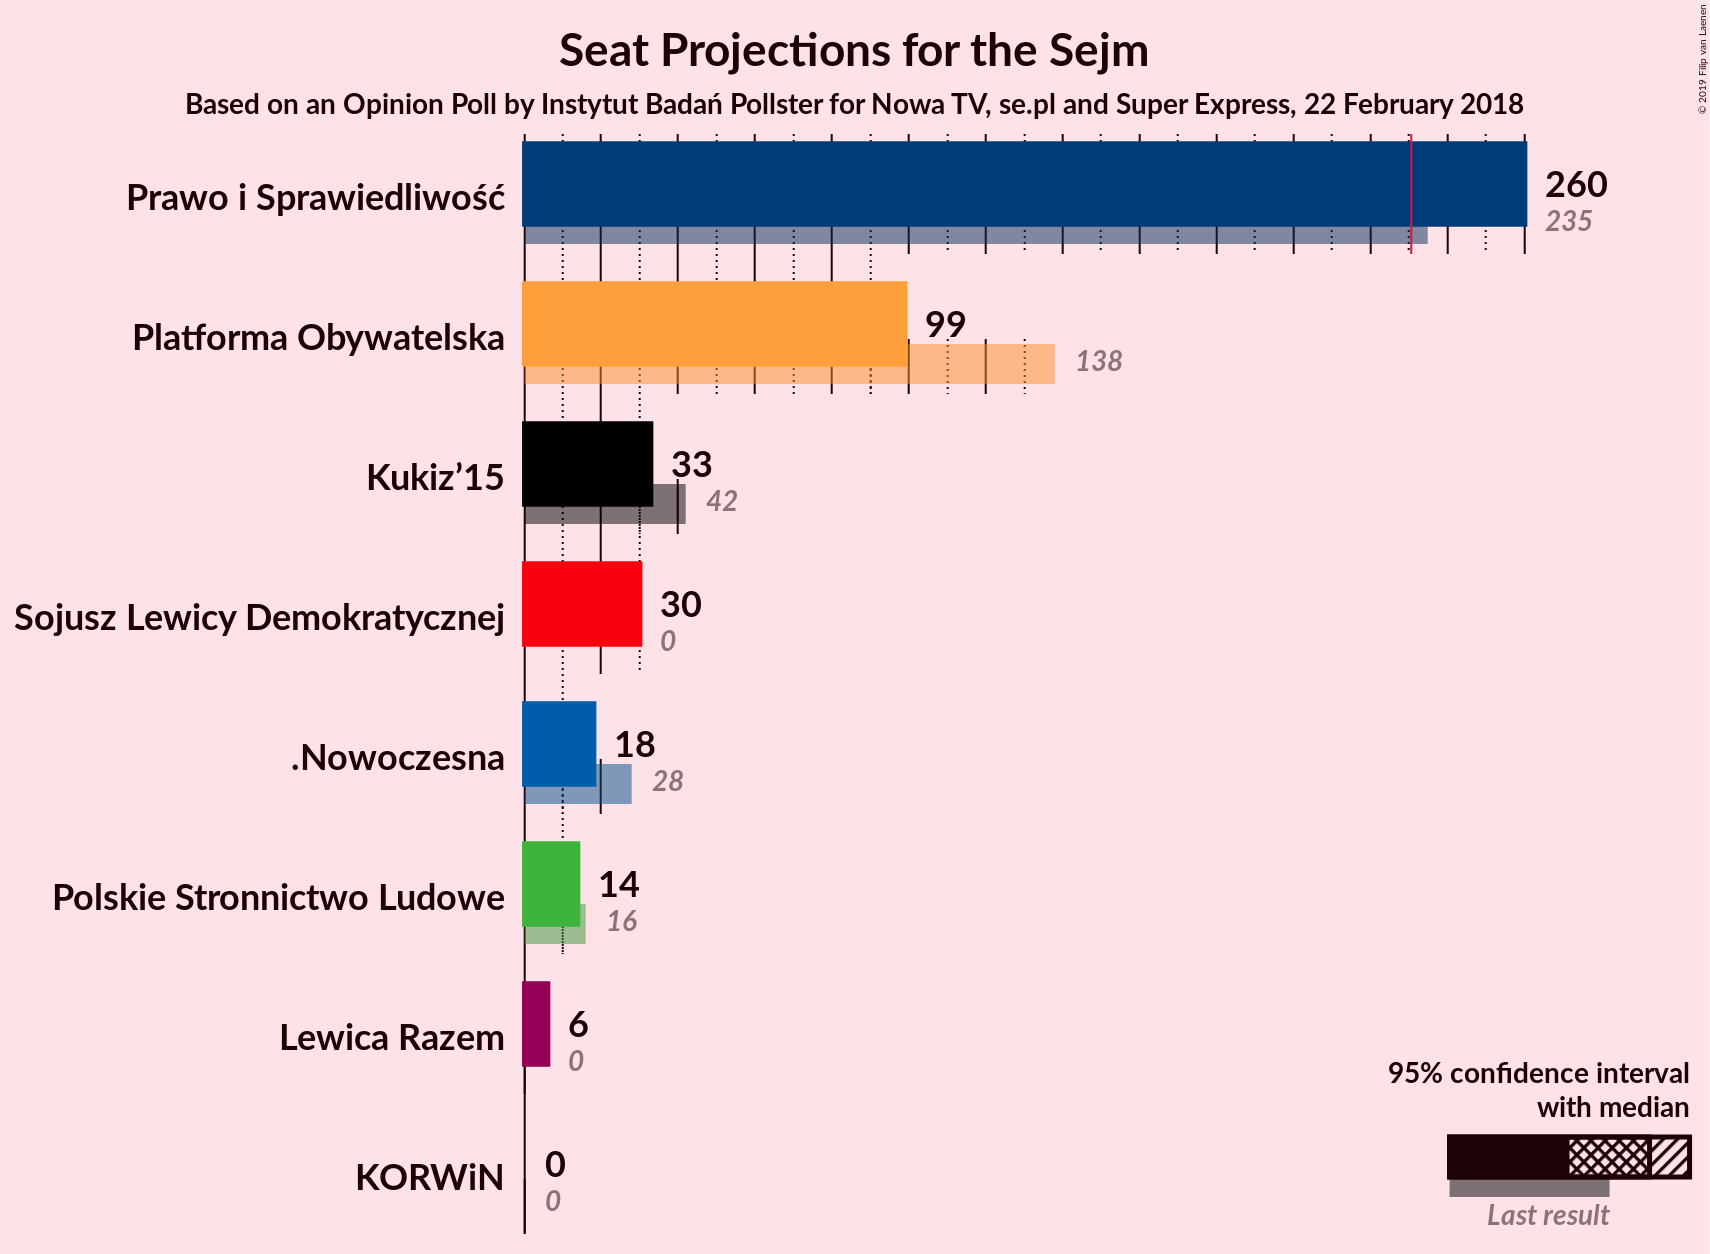 Seat Projections for the Sejm
Based on an Opinion Poll by Instytut Badań Pollster for Nowa TV, se.pl and Super Express, 22 February 2018
© 2019 Filip van Laenen
Prawo i Sprawiedliwość
260
235
Platforma Obywatelska
99
138
Kukiz’15
33
42
Sojusz Lewicy Demokratycznej
30
0
.Nowoczesna
18
28
Polskie Stronnictwo Ludowe
14
16
Lewica Razem
6
0
KORWiN
0
0
95% confidence interval
with median
Last result